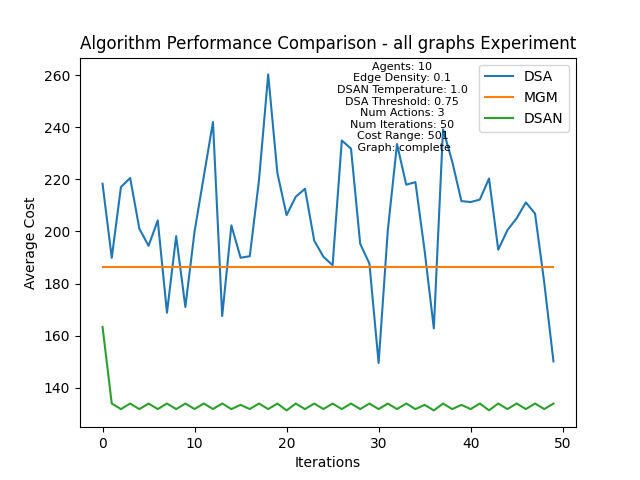 Algorithm Performance Comparison - all graphs Experiment
Agents: 10
Edge Density: 0.1
DSAN Temperature: 1.0
DSA Threshold: 0.75
Num Actions: 3
Num Iterations: 50
Cost Range: 501
Graph: complete
DSA
MGM
DSAN
260
240
220
200
180
160
140
Average Cost
0
10
20
30
40
50
Iterations